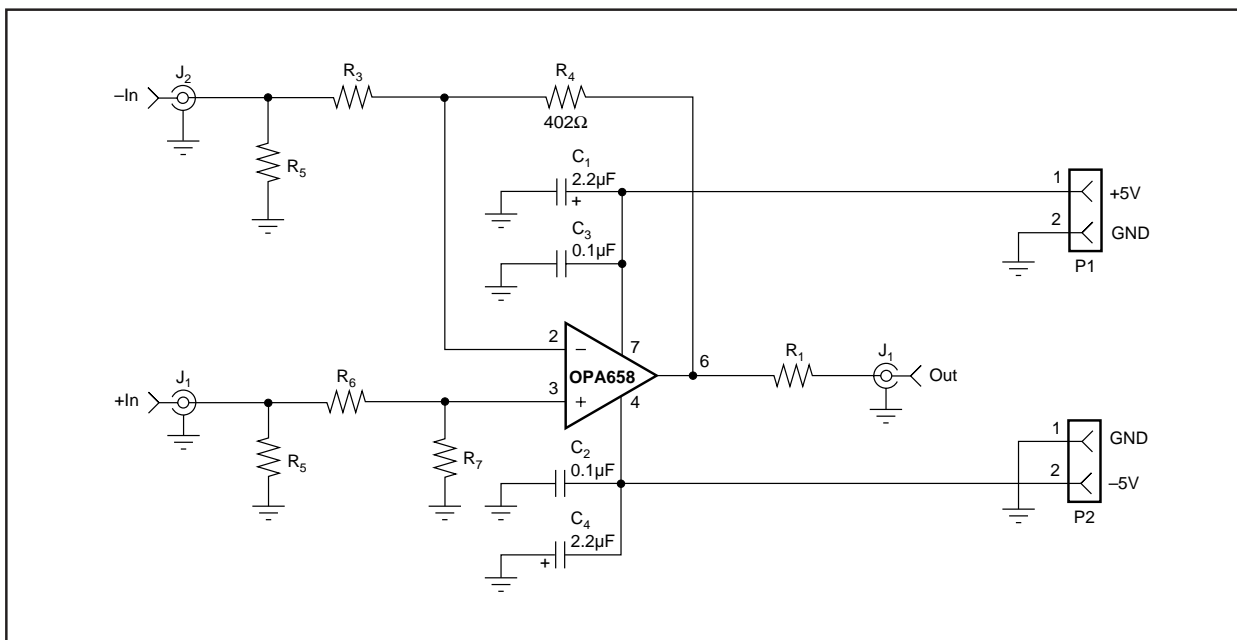 J2
–In
R3
R4
402Ω
R5
C1
2.2µF
+
C3
0.1µF
1
+5V
2
GND
P1
2
–
7
OPA658
6
R1
J1
Out
3
+
4
J1
+In
R6
R5
R7
C2
0.1µF
C4
2.2µF
+
1
GND
2
–5V
P2